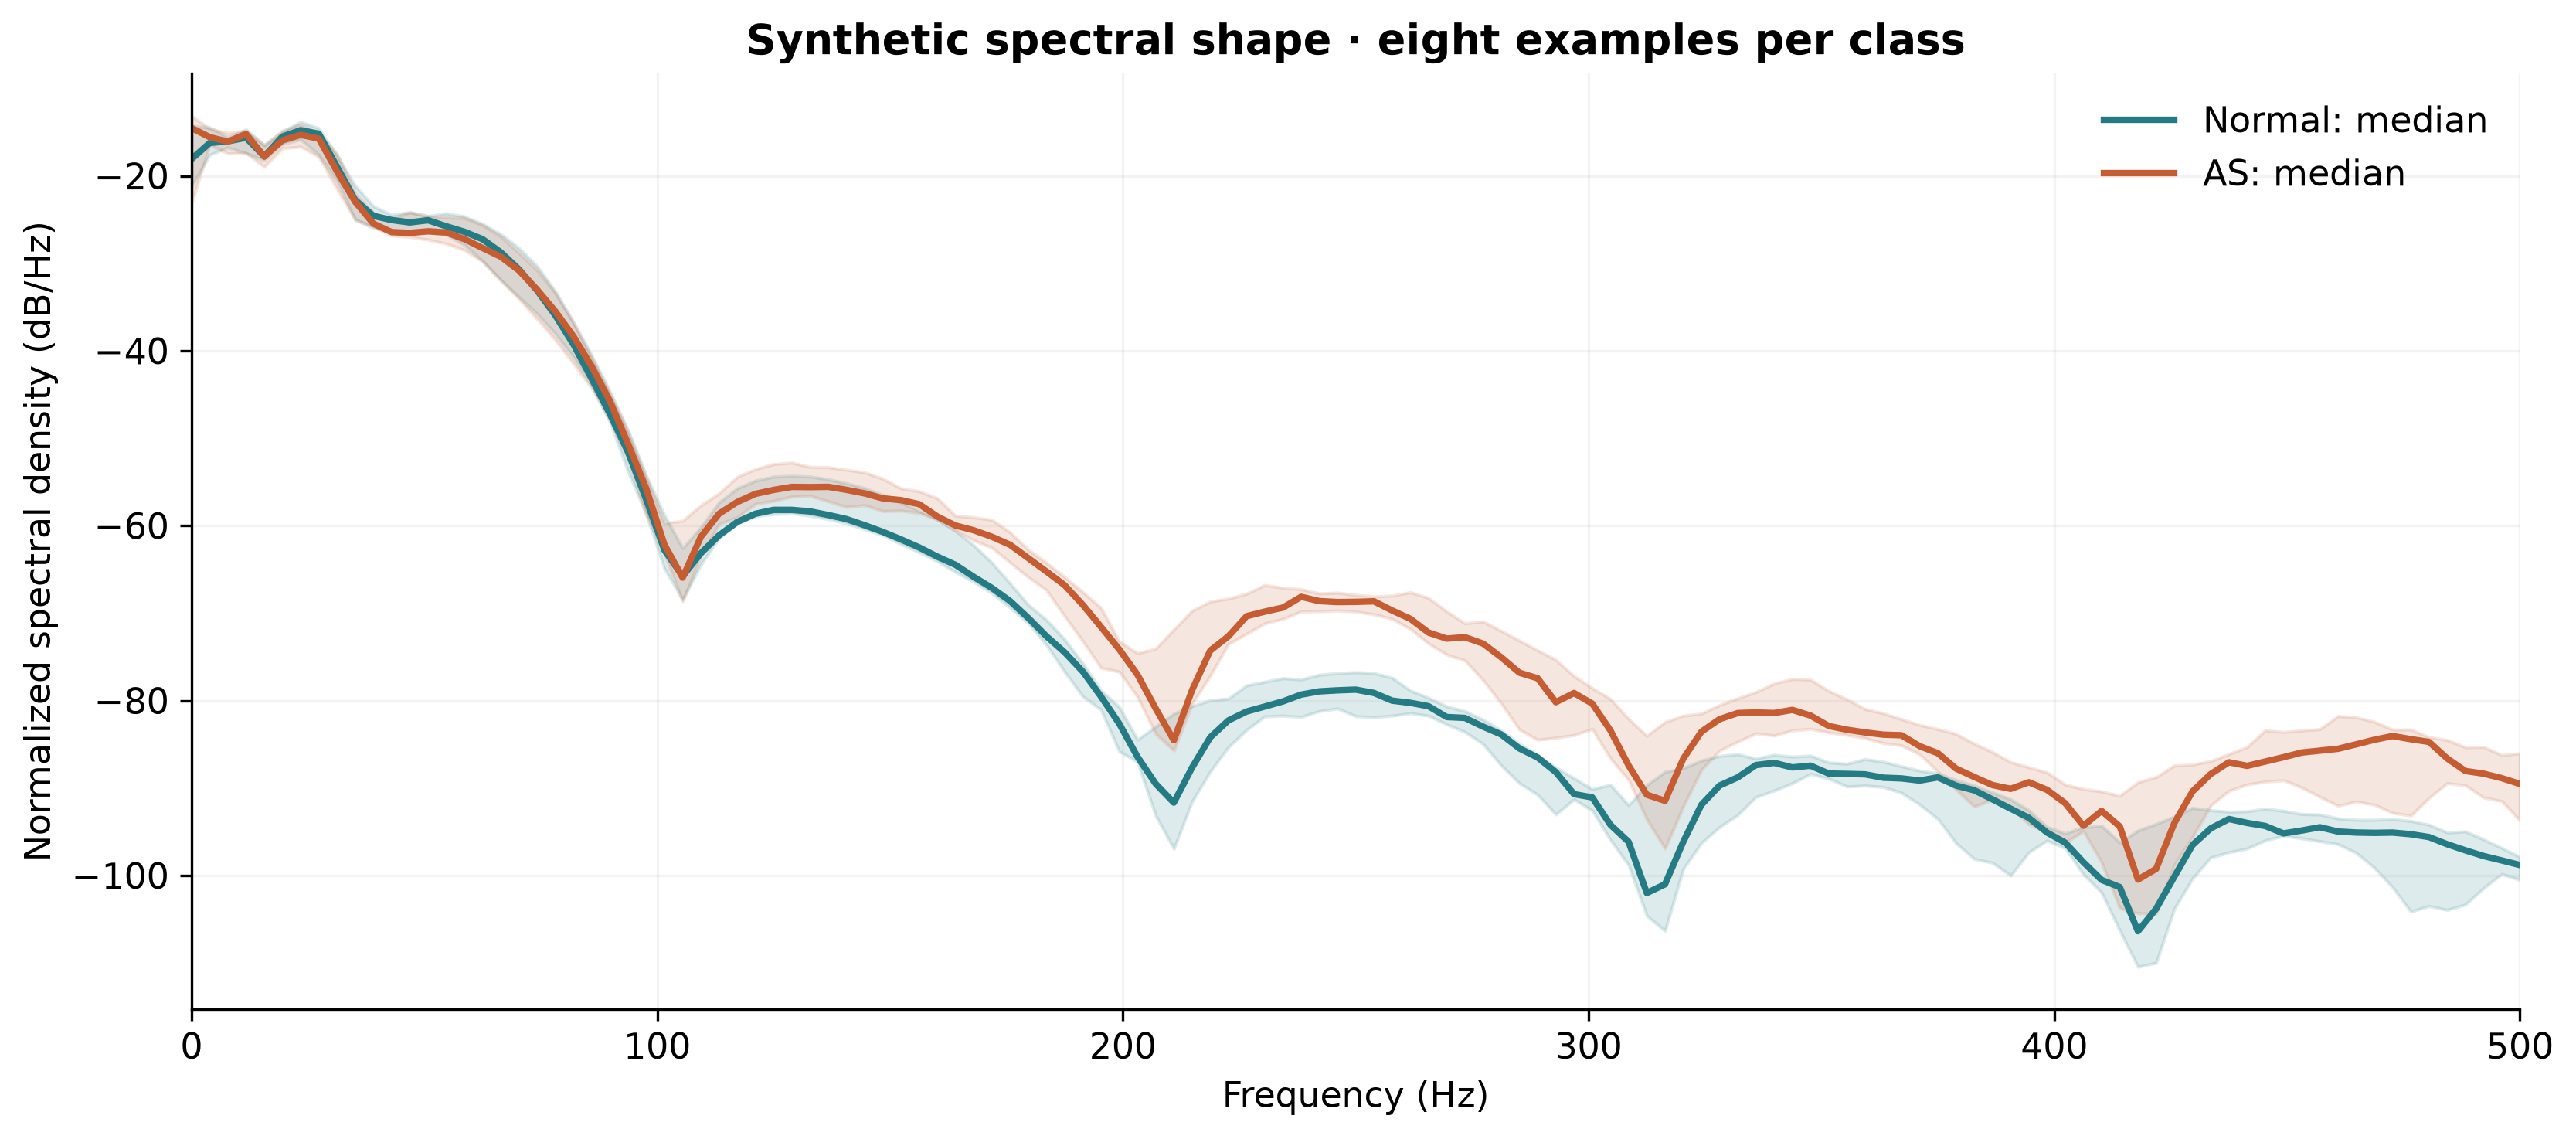 Synthetic spectral shape · eight examples per class
Normal: median
AS: median
Normalized spectral density (dB/Hz)
−20
−40
−60
−80
−100
0
100
200
300
400
500
Frequency (Hz)